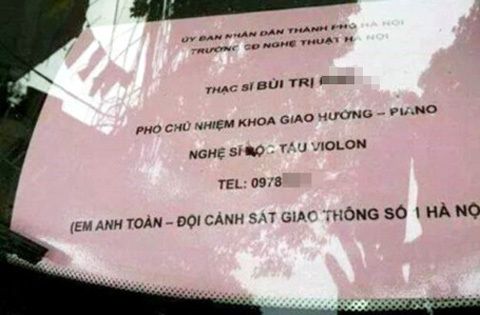 ỦY BAN NHÂN DÂN THÀNH PHỐ HÀ NỘI
TRƯỜNG CĐ NGHỆ THUẬT HÀ NỘI
THẠC SĨ BÙI TRỊ
PHÓ CHỦ NHIỆM KHOA GIAO HƯỞNG – PIANO
NGHỆ SĨ ĐỘC TẤU VIOLON
TEL: 0978
(EM ANH TOÀN – ĐỘI CẢNH SÁT GIAO THÔNG SỐ 1 HÀ NỘ